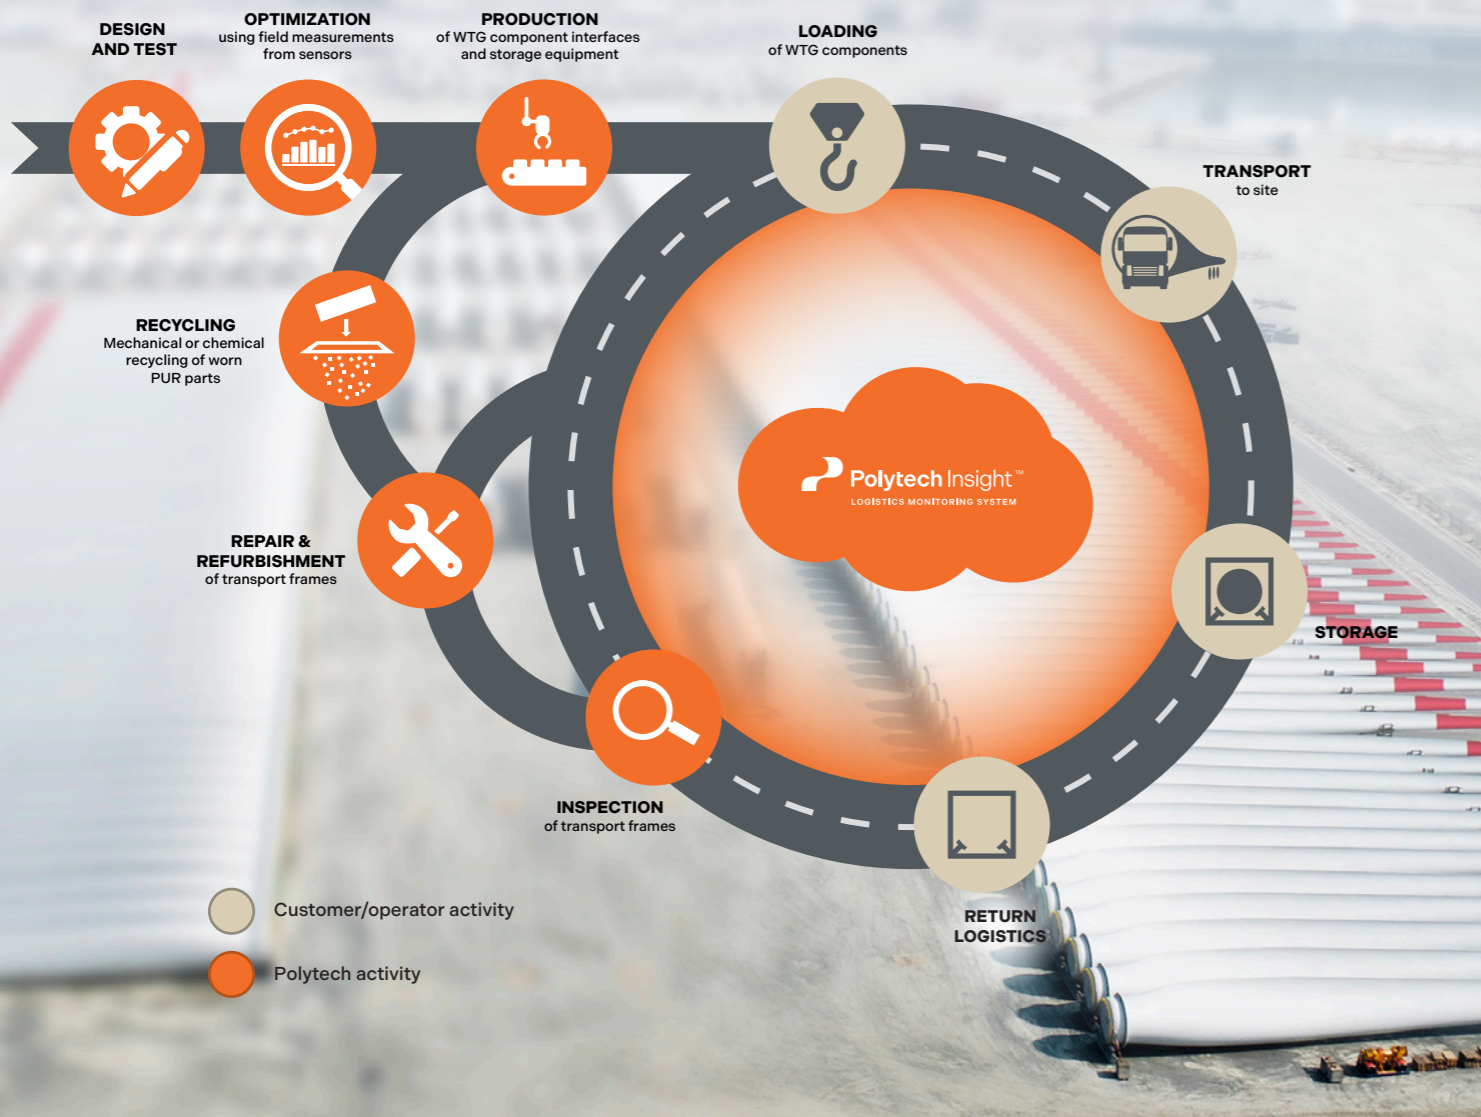 DESIGN
AND TEST
OPTIMIZATION
using field measurements
from sensors
PRODUCTION
of WTG component interfaces
and storage equipment
LOADING
of WTG components
TRANSPORT
to site
RECYCLING
Mechanical or chemical
recycling of worn
PUR parts
Polytech Insight™
LOGISTICS MONITORING SYSTEM
REPAIR &
REFURBISHMENT
of transport frames
STORAGE
INSPECTION
of transport frames
RETURN
LOGISTICS
Customer/operator activity
Polytech activity